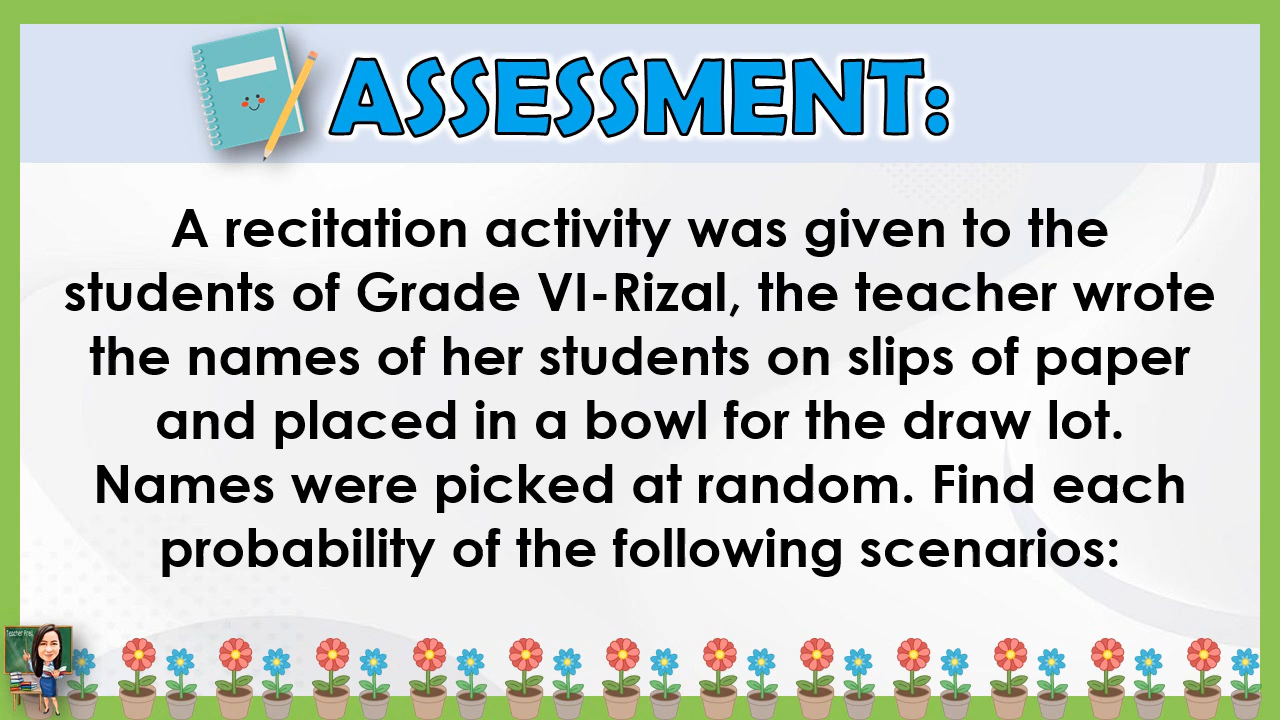 ASSESSMENT:
A recitation activity was given to the
students of Grade VI-Rizal, the teacher wrote
the names of her students on slips of paper
and placed in a bowl for the draw lot.
Names were picked at random. Find each
probability of the following scenarios:
Teacher